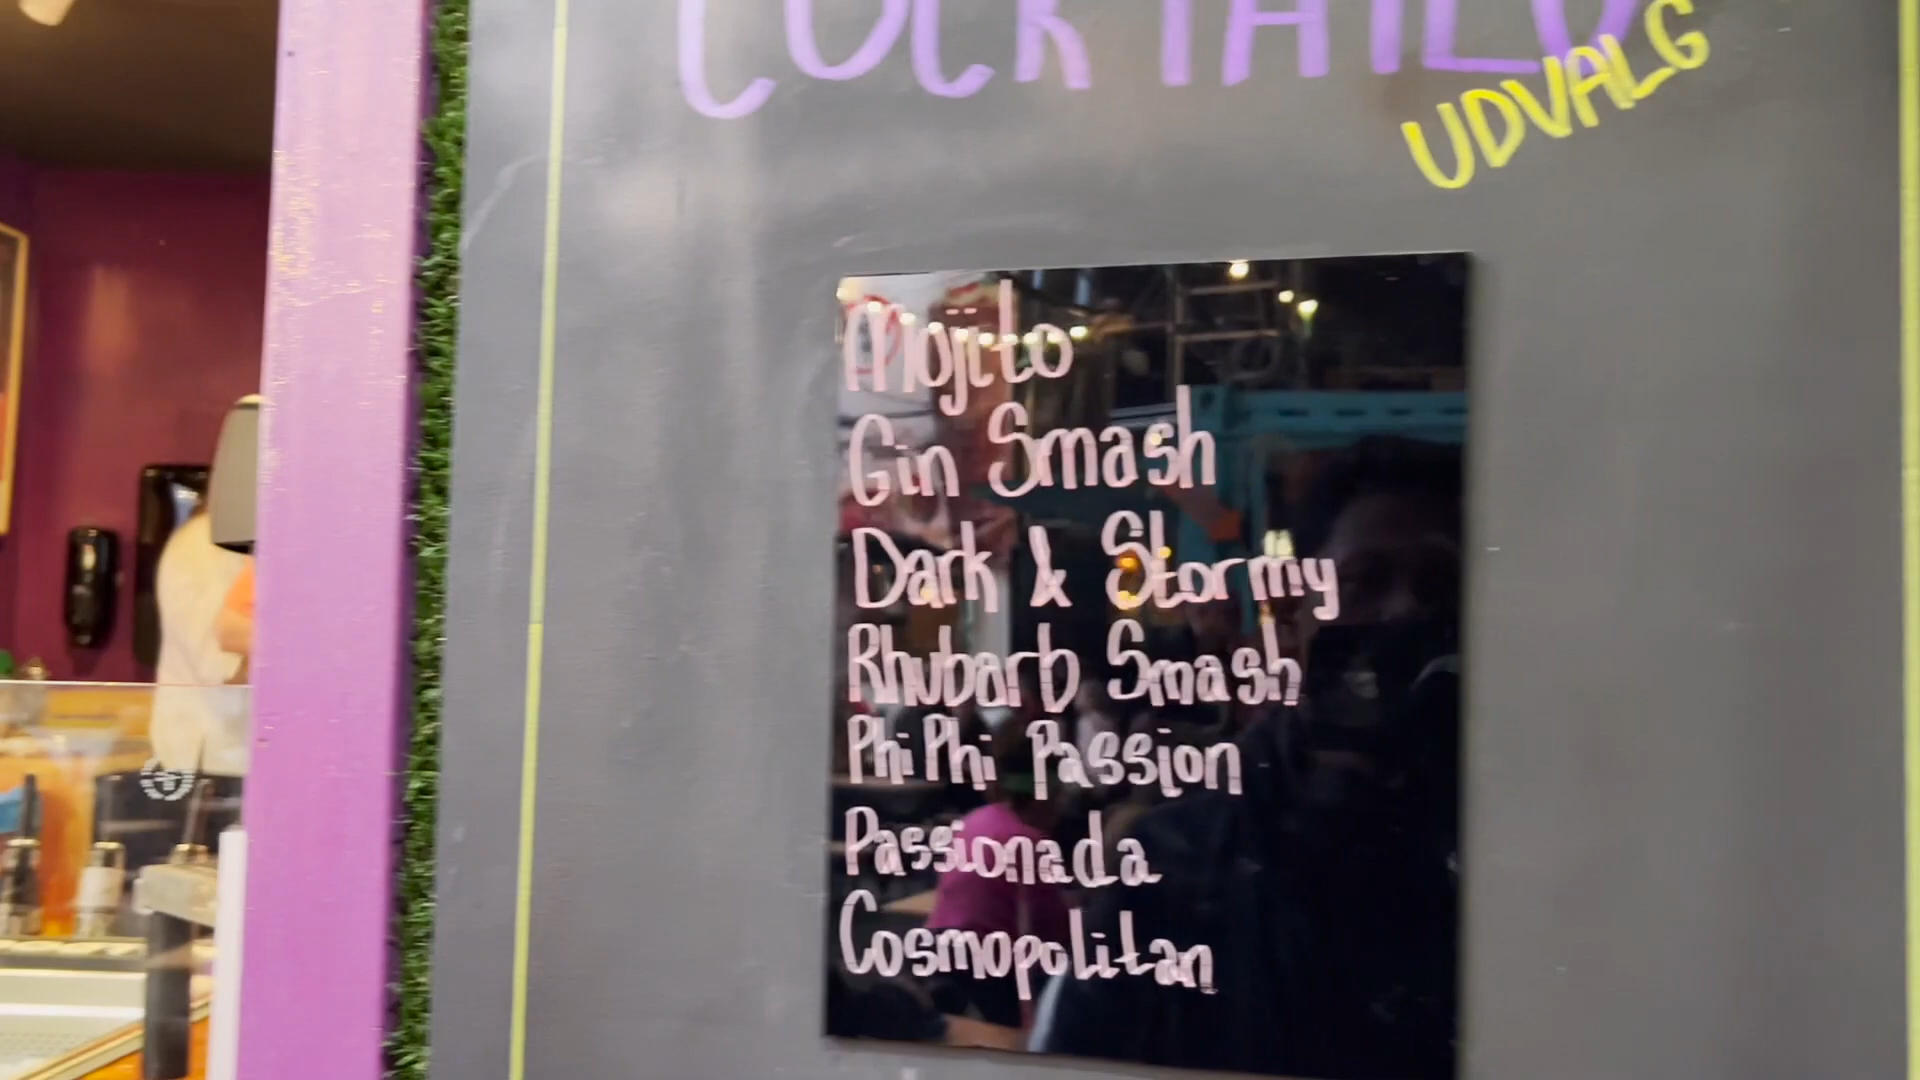 COCKTAILS
UDVALG
Mojito
Gin Smash
Dark & Stormy
Rhubarb Smash
Phi Phi Passion
Passionada
Cosmopolitan